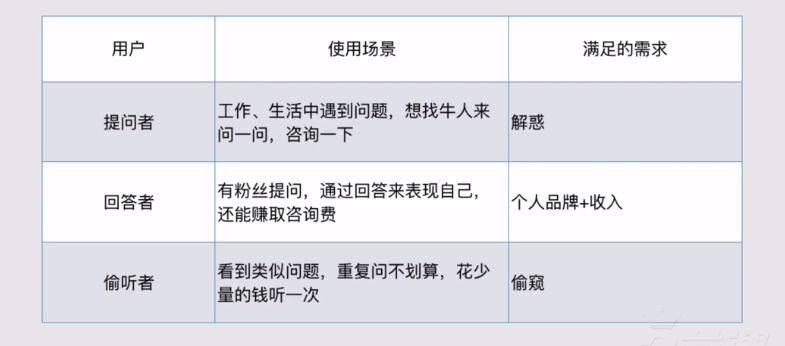 用户
使用场景
满足的需求
提问者
工作、生活中遇到问题，想找牛人来
问一问，咨询一下
解惑
回答者
有粉丝提问，通过回答来表现自己，
还能赚取咨询费
个人品牌+收入
偷听者
看到类似问题，重复问不划算，花少
量的钱听一次
偷窥